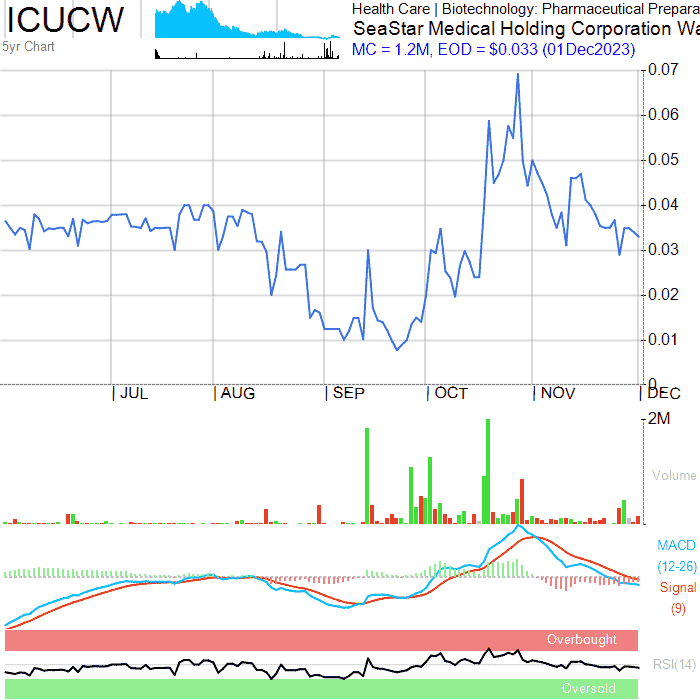 ICUCW
5yr Chart
Health Care | Biotechnology: Pharmaceutical Prepara
SeaStar Medical Holding Corporation Wa
MC = 1.2M, EOD = $0.033 (01Dec2023)
0.07
0.06
0.05
0.04
0.03
0.02
0.01
0
JUL AUG SEP OCT NOV DEC
2M
Volume
MACD
(12-26)
Signal
(9)
Overbought
RSI(14)
Oversold